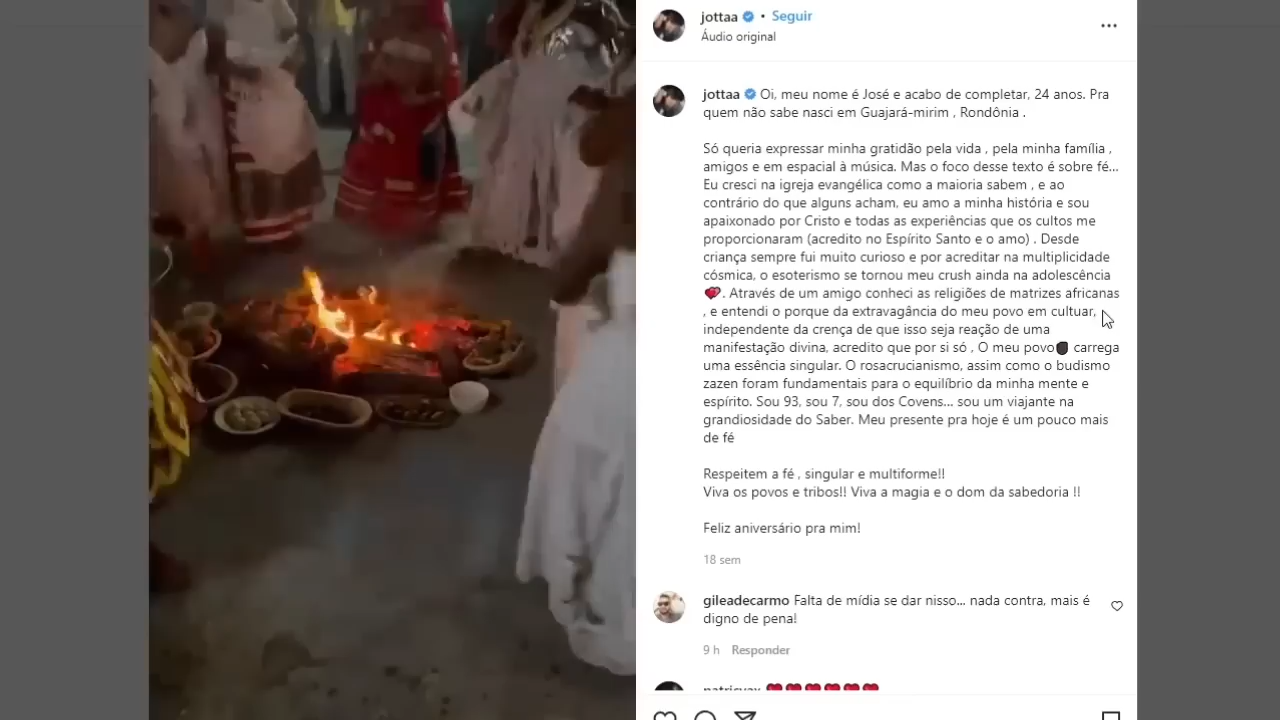 jottaa • Seguir
Áudio original
jottaa Oi, meu nome é José e acabo de completar, 24 anos. Pra
quem não sabe nasci em Guajará-mirim , Rondônia .
Só queria expressar minha gratidão pela vida , pela minha família ,
amigos e em espacial à música. Mas o foco desse texto é sobre fé...
Eu cresci na igreja evangélica como a maioria sabem , e ao
contrário do que alguns acham, eu amo a minha história e sou
apaixonado por Cristo e todas as experiências que os cultos me
proporcionaram (acredito no Espírito Santo e o amo) . Desde
criança sempre fui muito curioso e por acreditar na multiplicidade
cósmica, o esoterismo se tornou meu crush ainda na adolescência
💕. Através de um amigo conheci as religiões de matrizes africanas
, e entendi o porque da extravagância do meu povo em cultuar,
independente da crença de que isso seja reação de uma
manifestação divina, acredito que por si só , O meu povo✊🏿 carrega
uma essência singular. O rosacrucianismo, assim como o budismo
zazen foram fundamentais para o equilíbrio da minha mente e
espírito. Sou 93, sou 7, sou dos Covens... sou um viajante na
grandiosidade do Saber. Meu presente pra hoje é um pouco mais
de fé
Respeitem a fé , singular e multiforme!!
Viva os povos e tribos!! Viva a magia e o dom da sabedoria !!
Feliz aniversário pra mim!
18 sem
gileadecarmo Falta de mídia se dar nisso... nada contra, mais é
digno de pena!
9 h Responder